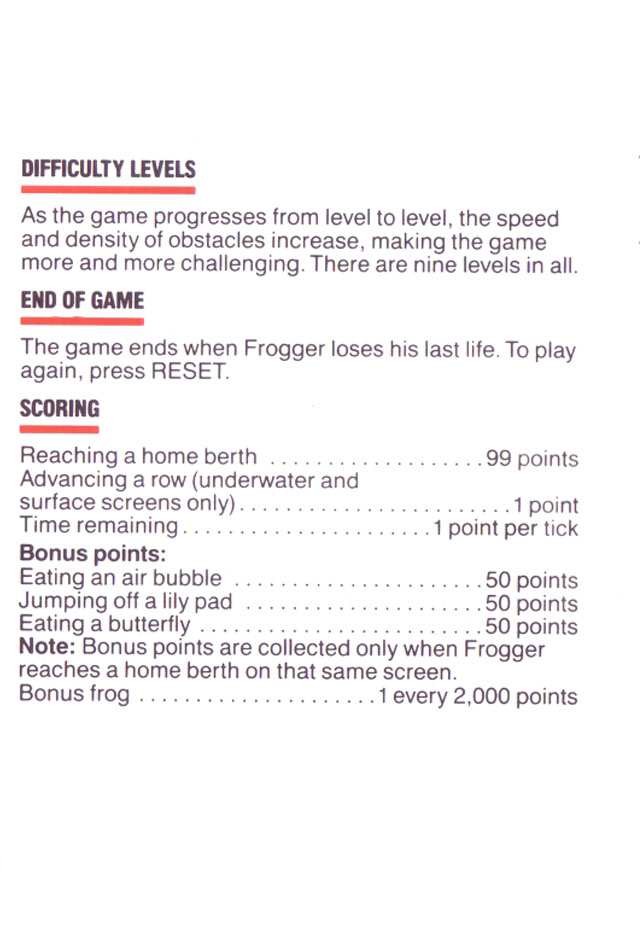 DIFFICULTY LEVELS
As the game progresses from level to level, the speed
and density of obstacles increase, making the game
more and more challenging. There are nine levels in all.
END OF GAME
The game ends when Frogger loses his last life. To play
again, press RESET.
SCORING
Reaching a home berth ...................99 points
Advancing a row (underwater and
surface screens only)........................1 point
Time remaining......................1 point per tick
Bonus points:
Eating an air bubble ......................50 points
Jumping off a lily pad .....................50 points
Eating a butterfly .........................50 points
Note: Bonus points are collected only when Frogger
reaches a home berth on that same screen.
Bonus frog .....................1 every 2,000 points